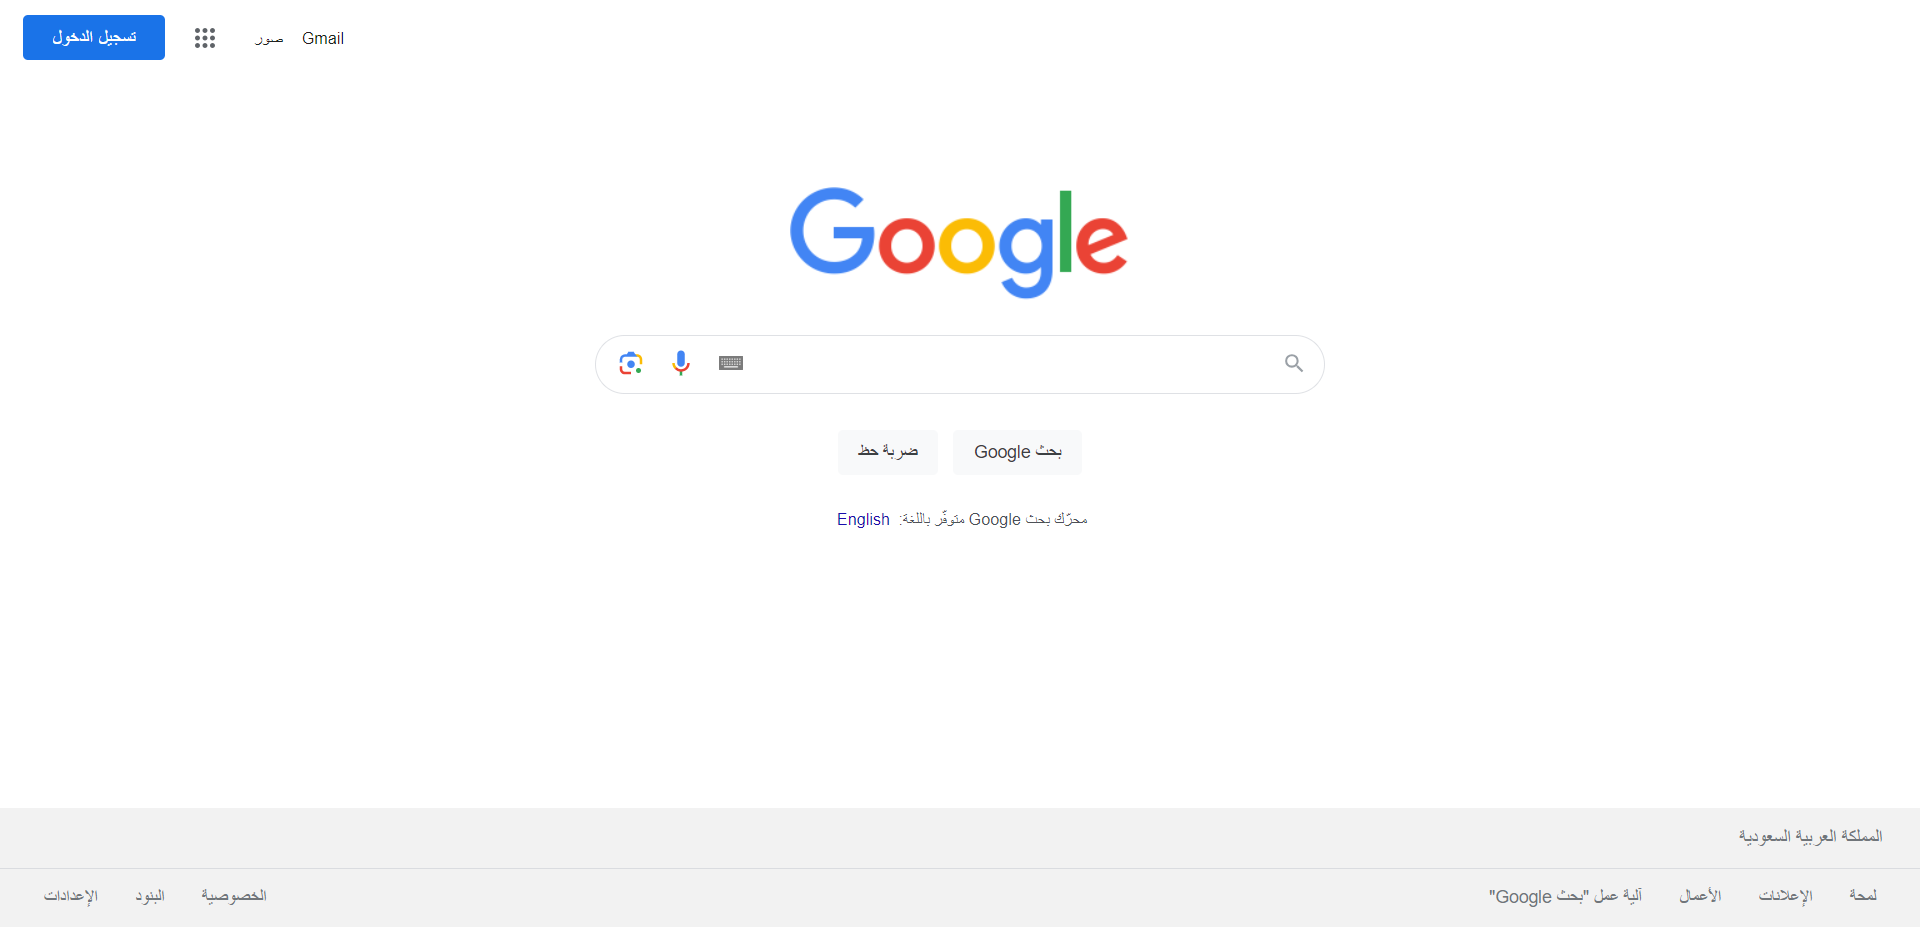 Gmail صور تسجيل الدخول
Google
بحث Google ضربة حظ
محرّك بحث Google متوفّر باللغة: English
المملكة العربية السعودية
لمحة الإعلانات الأعمال آلية عمل "بحث Google" الخصوصية البنود الإعدادات